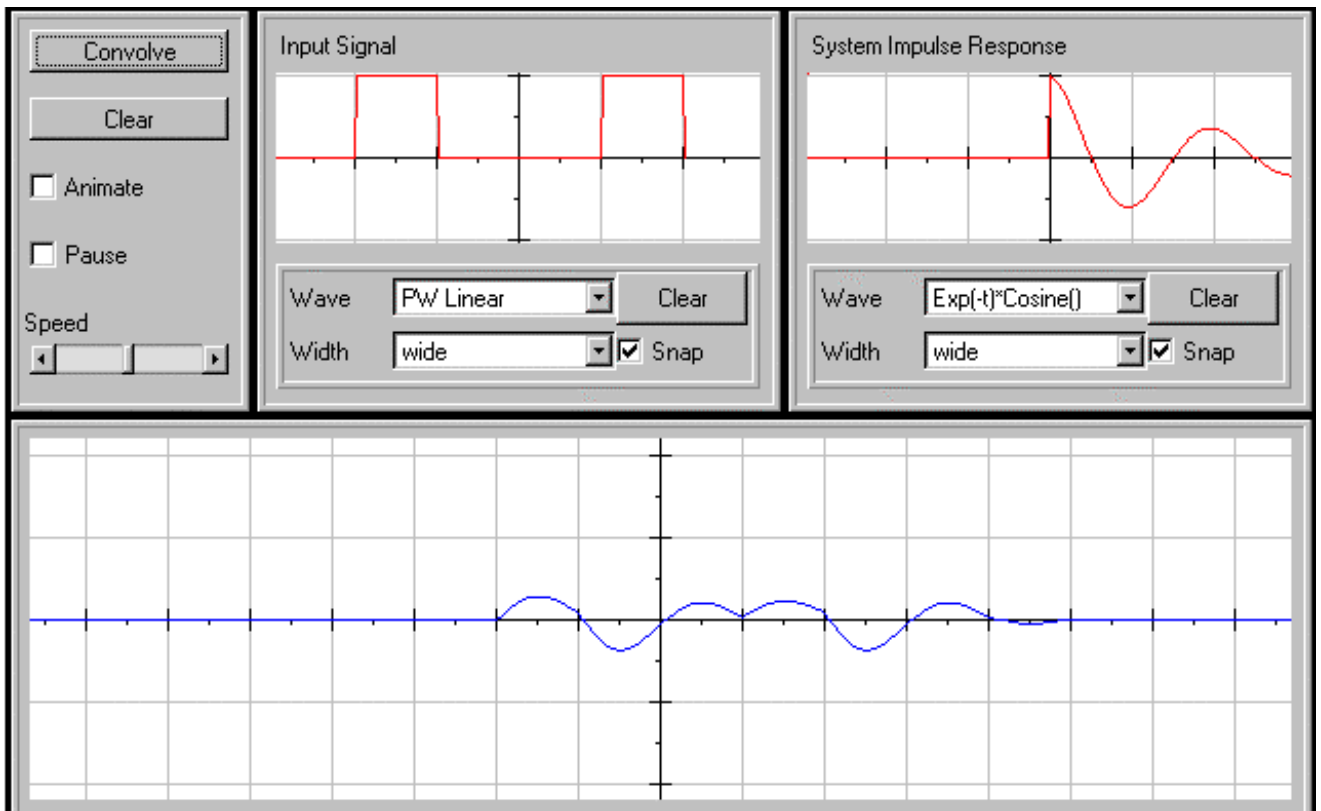 Convolve
Clear
Animate
Pause
Speed
Input Signal
Wave PW Linear Clear
Width wide Snap
System Impulse Response
Wave Exp(-t)*Cosine() Clear
Width wide Snap